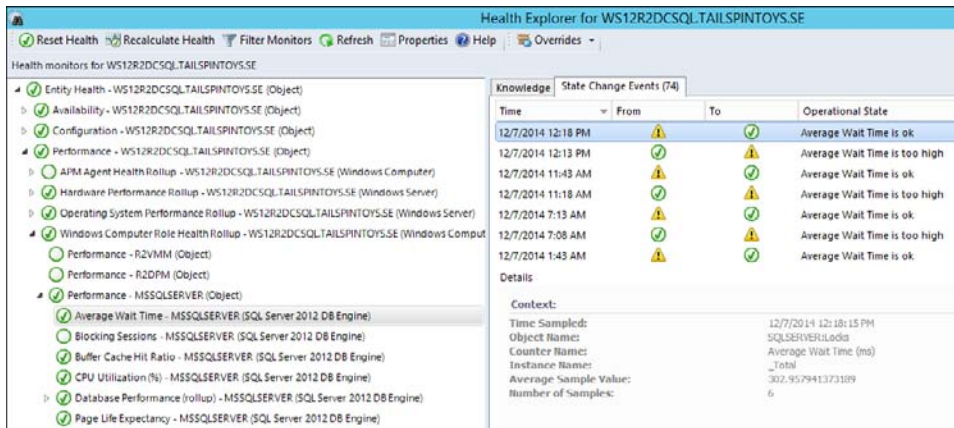 Health Explorer for WS12R2DCSQL.TAILSPINTOYS.SE
Reset Health Recalculate Health Filter Monitors Refresh Properties Help Overrides
Health monitors for WS12R2DCSQL.TAILSPINTOYS.SE
Entity Health - WS12R2DCSQL.TAILSPINTOYS.SE (Object)
Availability - WS12R2DCSQL.TAILSPINTOYS.SE (Object)
Configuration - WS12R2DCSQL.TAILSPINTOYS.SE (Object)
Performance - WS12R2DCSQL.TAILSPINTOYS.SE (Object)
APM Agent Health Rollup - WS12R2DCSQL.TAILSPINTOYS.SE (Windows Computer)
Hardware Performance Rollup - WS12R2DCSQL.TAILSPINTOYS.SE (Windows Server)
Operating System Performance Rollup - WS12R2DCSQL.TAILSPINTOYS.SE (Windows Server)
Windows Computer Role Health Rollup - WS12R2DCSQL.TAILSPINTOYS.SE (Windows Comput
Performance - R2VMM (Object)
Performance - R2DPM (Object)
Performance - MSSQLSERVER (Object)
Average Wait Time - MSSQLSERVER (SQL Server 2012 DB Engine)
Blocking Sessions - MSSQLSERVER (SQL Server 2012 DB Engine)
Buffer Cache Hit Ratio - MSSQLSERVER (SQL Server 2012 DB Engine)
CPU Utilization (%) - MSSQLSERVER (SQL Server 2012 DB Engine)
Database Performance (rollup) - MSSQLSERVER (SQL Server 2012 DB Engine)
Page Life Expectancy - MSSQLSERVER (SQL Server 2012 DB Engine)
Knowledge State Change Events (74)
Time From To Operational State
12/7/2014 12:18 PM Average Wait Time is ok
12/7/2014 12:13 PM Average Wait Time is too high
12/7/2014 11:43 AM Average Wait Time is ok
12/7/2014 11:18 AM Average Wait Time is too high
12/7/2014 7:13 AM Average Wait Time is ok
12/7/2014 7:08 AM Average Wait Time is too high
12/7/2014 1:43 AM Average Wait Time is ok
Details
Context:
Time Sampled: 12/7/2014 12:18:15 PM
Object Name: SQLSERVER:Locks
Counter Name: Average Wait Time (ms)
Instance Name: _Total
Average Sample Value: 302.957941373189
Number of Samples: 6